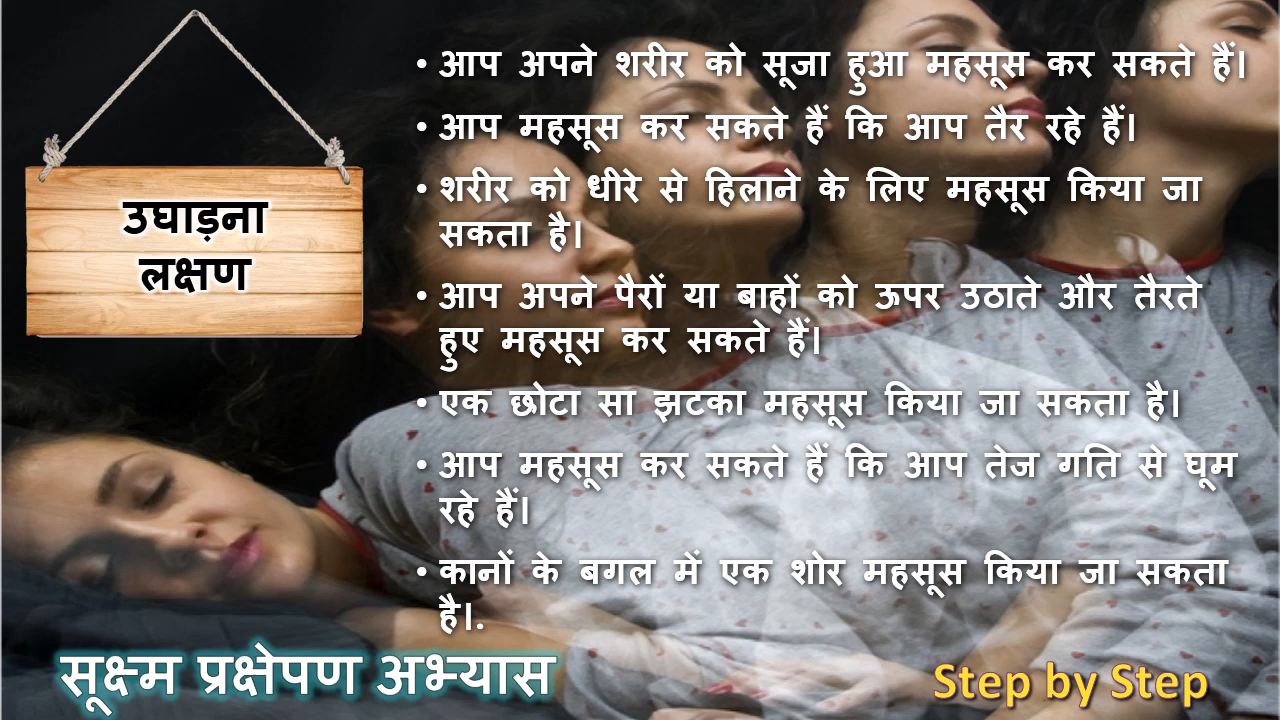 उघाड़ना
लक्षण
• आप अपने शरीर को सूजा हुआ महसूस कर सकते हैं।
• आप महसूस कर सकते हैं कि आप तैर रहे हैं।
• शरीर को धीरे से हिलाने के लिए महसूस किया जा
सकता है।
• आप अपने पैरों या बाहों को ऊपर उठाते और तैरते
हुए महसूस कर सकते हैं।
• एक छोटा सा झटका महसूस किया जा सकता है।
• आप महसूस कर सकते हैं कि आप तेज गति से घूम
रहे हैं।
• कानों के बगल में एक शोर महसूस किया जा सकता
है।.
सूक्ष्म प्रक्षेपण अभ्यास
Step by Step